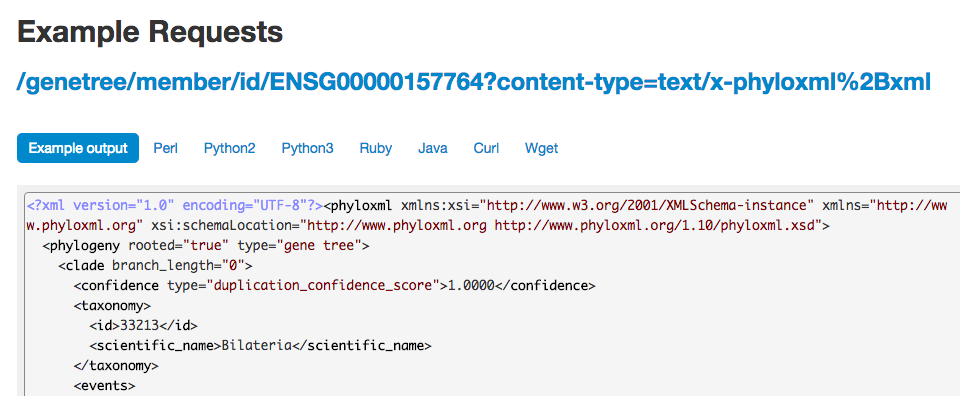 Example Requests
/genetree/member/id/ENSG00000157764?content-type=text/x-phyloxml%2Bxml
Example output Perl Python2 Python3 Ruby Java Curl Wget
<?xml version="1.0" encoding="UTF-8"?><phyloxml xmlns:xsi="http://www.w3.org/2001/XMLSchema-instance" xmlns="http://ww
w.phyloxml.org" xsi:schemaLocation="http://www.phyloxml.org http://www.phyloxml.org/1.10/phyloxml.xsd">
<phylogeny rooted="true" type="gene tree">
<clade branch_length="0">
<confidence type="duplication_confidence_score">1.0000</confidence>
<taxonomy>
<id>33213</id>
<scientific_name>Bilateria</scientific_name>
</taxonomy>
<events>